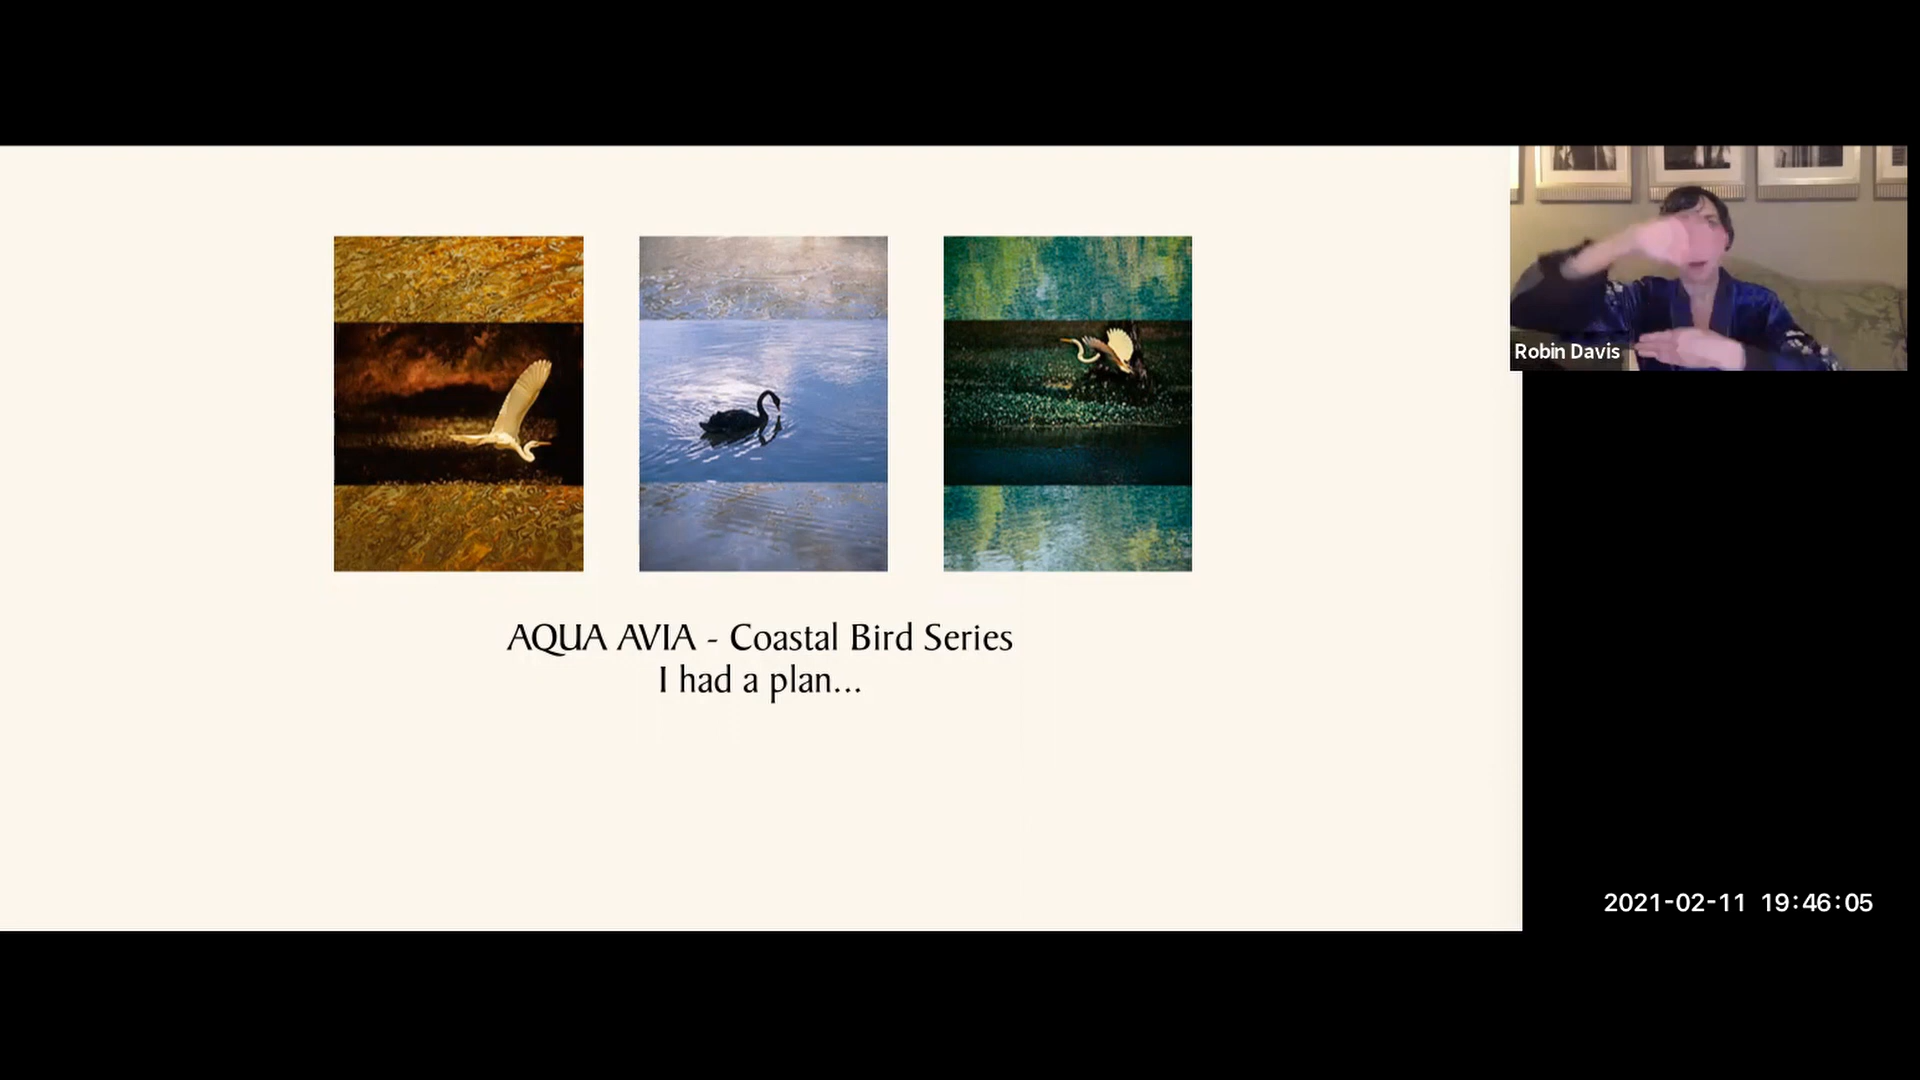 Robin Davis
AQUA AVIA - Coastal Bird Series
I had a plan...
2021-02-11 19:46:05